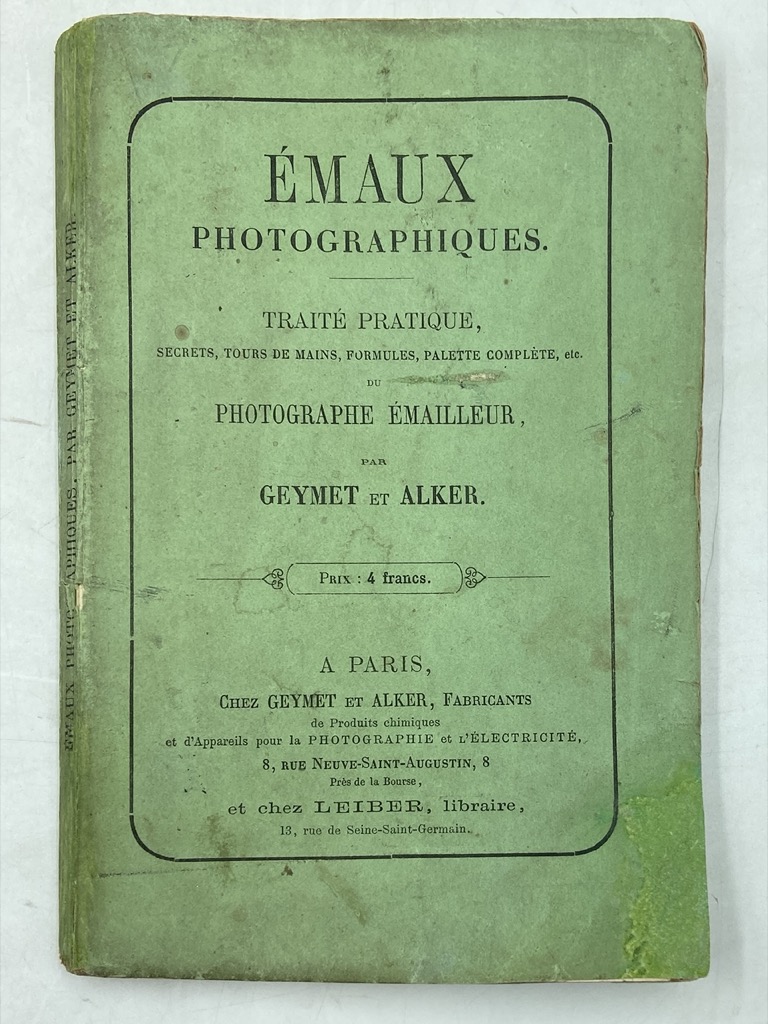 ÉMAUX
PHOTOGRAPHIQUES.
TRAITÉ PRATIQUE,
SECRETS, TOURS DE MAINS, FORMULES, PALETTE COMPLÈTE, etc.
DU
PHOTOGRAPHE ÉMAILLEUR,
PAR
GEYMET ET ALKER.
PRIX : 4 francs.
A PARIS,
CHEZ GEYMET ET ALKER, FABRICANTS
de Produits chimiques
et d'Appareils pour la PHOTOGRAPHIE et L'ÉLECTRICITÉ,
8, RUE NEUVE-SAINT-AUGUSTIN, 8
Près de la Bourse,
et chez LEIBER, libraire,
13, rue de Seine-Saint-Germain.
EMAUX PHOTO APHIQUES, PAR GEYMET ET ALKER.